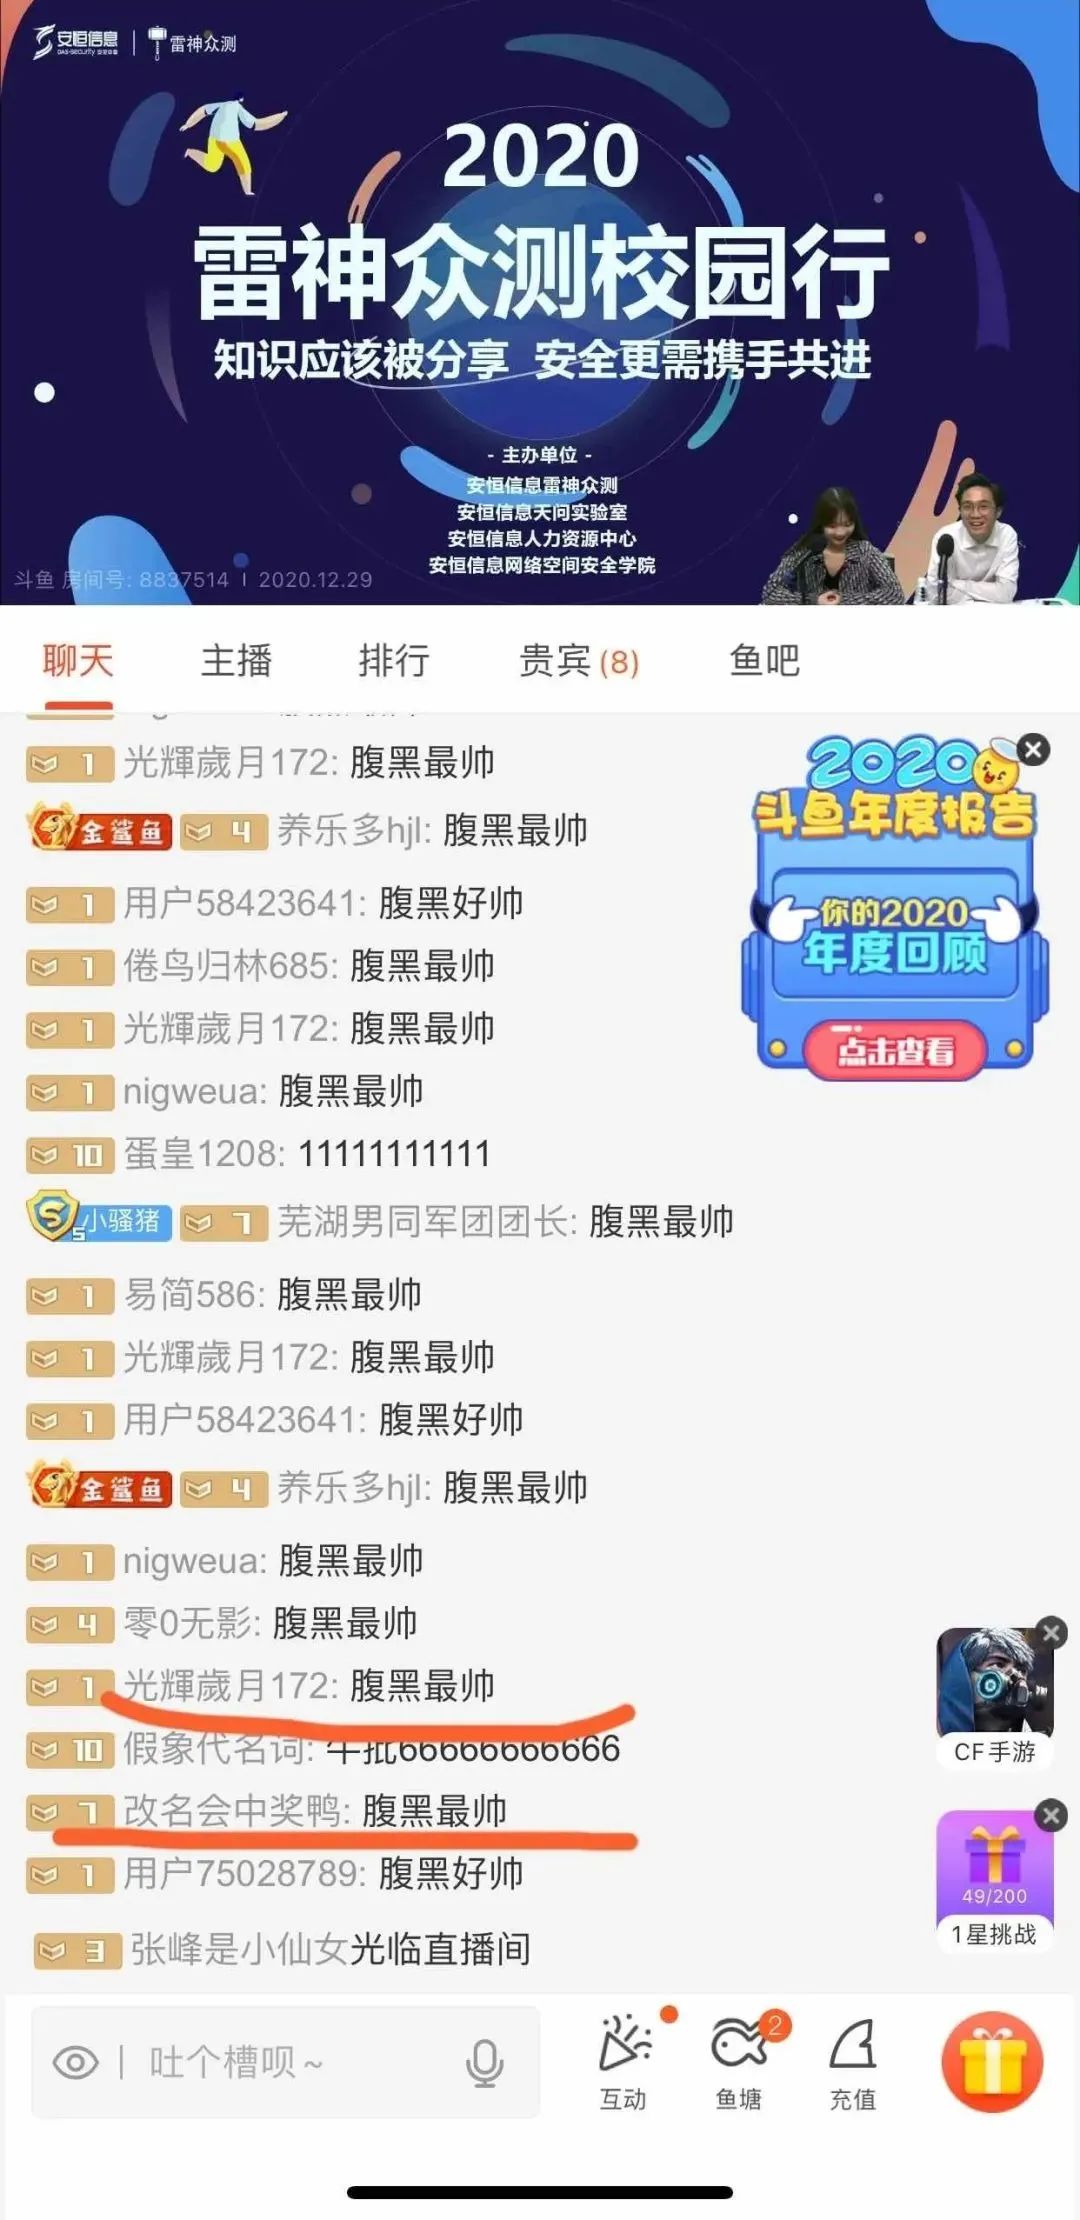 安恒信息
DAS-security
雷神众测
2020
雷神众测校园行
知识应该被分享 安全更需携手共进
- 主办单位 -
安恒信息雷神众测
安恒信息天问实验室
安恒信息人力资源中心
安恒信息网络空间安全学院
斗鱼 房间号: 8837514 | 2020.12.29
聊天 主播 排行 贵宾(8) 鱼吧
1 光輝歲月172: 腹黑最帅
金鲨鱼 4 养乐多hjl: 腹黑最帅
1 用户58423641: 腹黑好帅
1 倦鸟归林685: 腹黑最帅
1 光輝歲月172: 腹黑最帅
1 nigweua: 腹黑最帅
10 蛋皇1208: 11111111111
S 5 小骚猪 7 芜湖男同军团团长: 腹黑最帅
1 易简586: 腹黑最帅
1 光輝歲月172: 腹黑最帅
1 用户58423641: 腹黑好帅
金鲨鱼 4 养乐多hjl: 腹黑最帅
1 nigweua: 腹黑最帅
4 零0无影: 腹黑最帅
1 光輝歲月172: 腹黑最帅
10 假象代名词: 牛批66666666666
7 改名会中奖鸭: 腹黑最帅
1 用户75028789: 腹黑好帅
3 张峰是小仙女光临直播间
2020
斗鱼年度报告
你的2020
年度回顾
点击查看
CF手游
49/200
1星挑战
吐个槽呗~
互动
2
鱼塘
充值